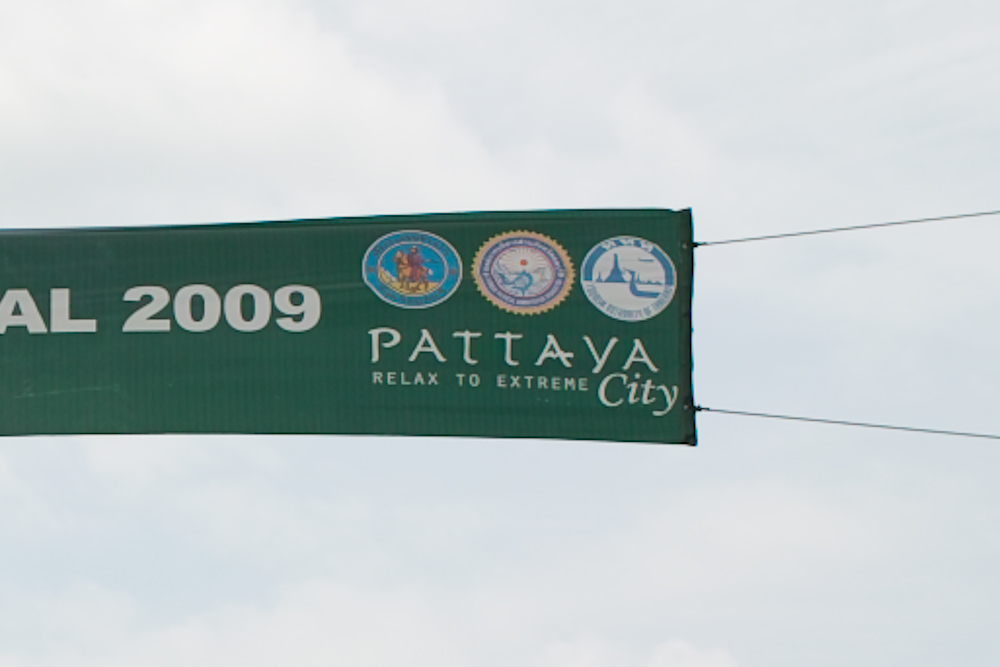 AL 2009
PATTAYA
RELAX TO EXTREME
City